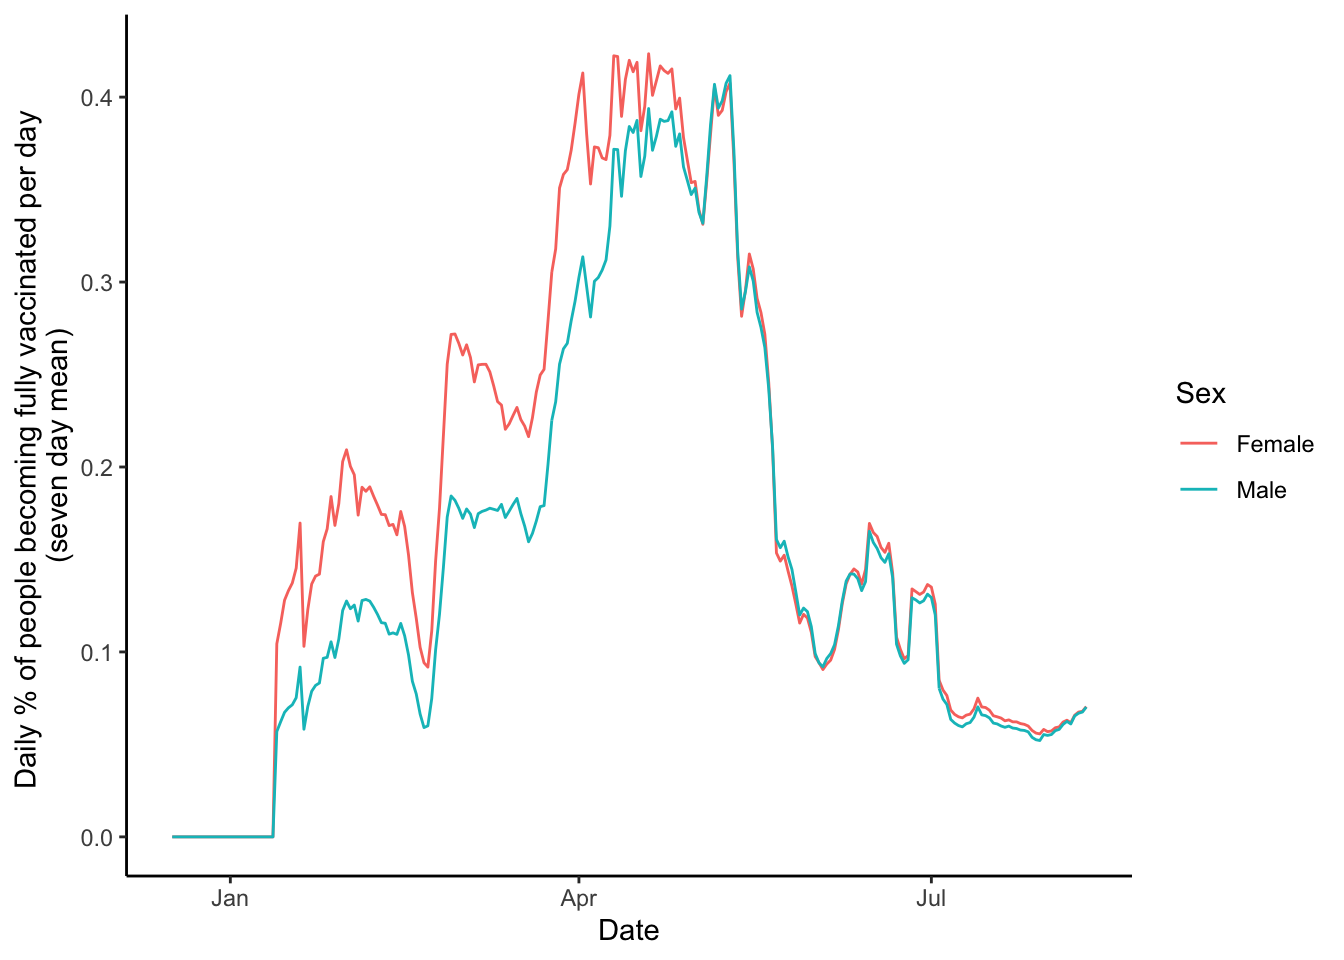 Daily % of people becoming fully vaccinated per day
(seven day mean)
0.4
0.3
0.2
0.1
0.0
Jan
Apr
Jul
Date
Sex
Female
Male